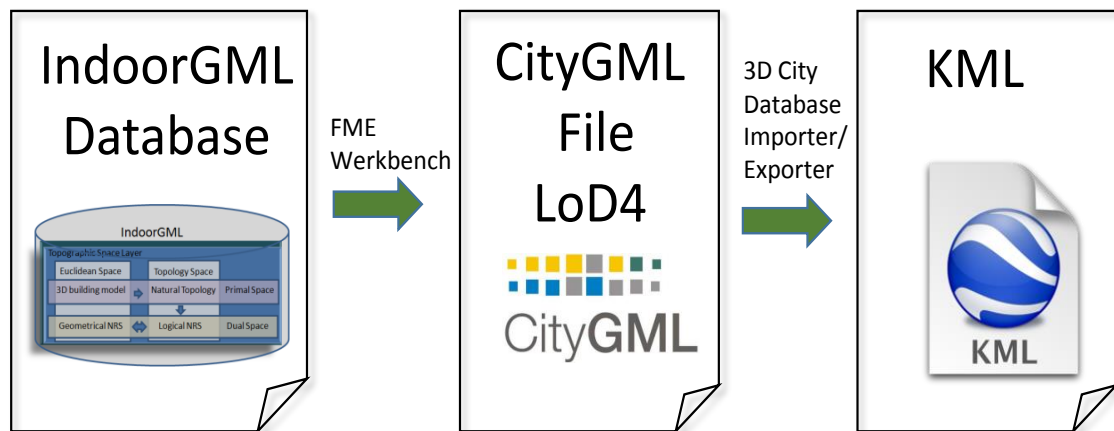 IndoorGML
Database
IndoorGML
Topographic Space Layer
Euclidean Space
Topology Space
3D building model
Natural Topology
Primal Space
Geometrical NRS
Logical NRS
Dual Space
FME
Werkbench
CityGML
File
LoD4
CityGML
3D City
Database
Importer/
Exporter
KML
KML